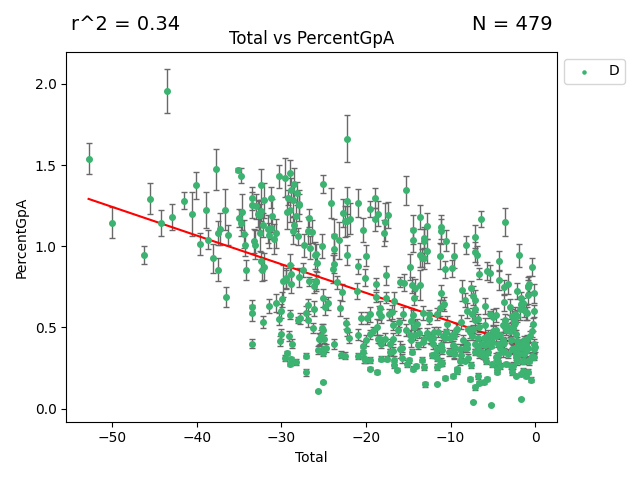 r^2 = 0.34
N = 479
Total vs PercentGpA
D
PercentGpA
2.0
1.5
1.0
0.5
0.0
−50
−40
−30
−20
−10
0
Total